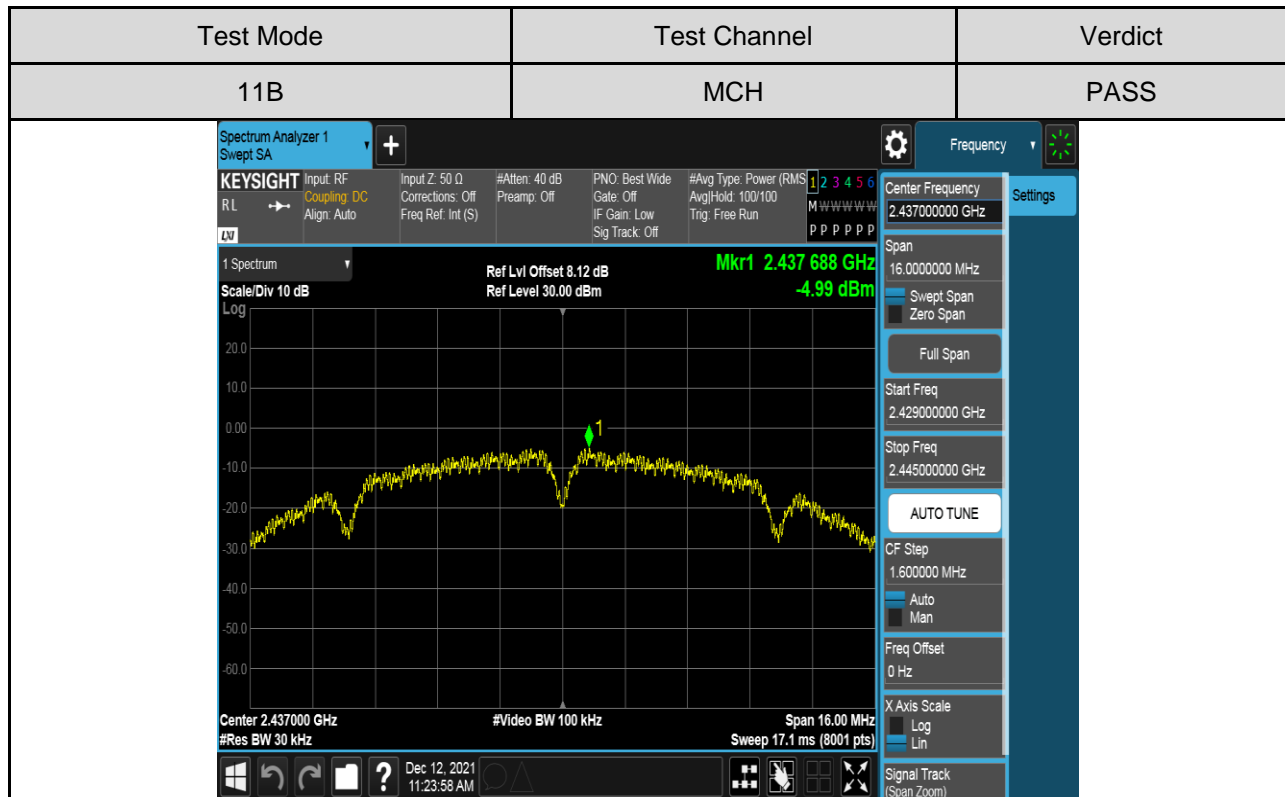 Test Mode Test Channel Verdict
11B MCH PASS
Spectrum Analyzer 1
Swept SA
Frequency
KEYSIGHT
RL
LXI
Input: RF
Coupling: DC
Align: Auto
Input Z: 50 Ω
Corrections: Off
Freq Ref: Int (S)
#Atten: 40 dB
Preamp: Off
PNO: Best Wide
Gate: Off
IF Gain: Low
Sig Track: Off
#Avg Type: Power (RMS
Avg|Hold: 100/100
Trig: Free Run
1 2 3 4 5 6
M W W W W W
P P P P P P
1 Spectrum
Scale/Div 10 dB
Ref Lvl Offset 8.12 dB
Ref Level 30.00 dBm
Mkr1 2.437 688 GHz
-4.99 dBm
Log
20.0
10.0
0.00
-10.0
-20.0
-30.0
-40.0
-50.0
-60.0
1
Center 2.437000 GHz
#Res BW 30 kHz
#Video BW 100 kHz
Span 16.00 MHz
Sweep 17.1 ms (8001 pts)
Center Frequency
2.437000000 GHz
Settings
Span
16.0000000 MHz
Swept Span
Zero Span
Full Span
Start Freq
2.429000000 GHz
Stop Freq
2.445000000 GHz
AUTO TUNE
CF Step
1.600000 MHz
Auto
Man
Freq Offset
0 Hz
X Axis Scale
Log
Lin
Signal Track
(Span Zoom)
?
Dec 12, 2021
11:23:58 AM